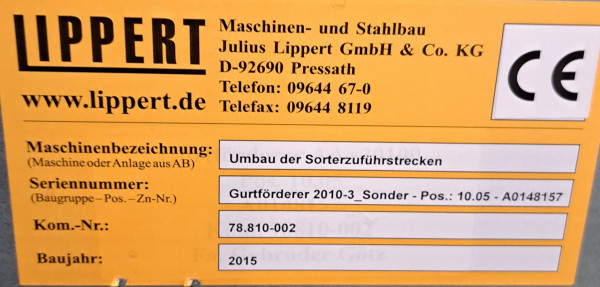 LIPPERT
www.lippert.de
Maschinen- und Stahlbau
Julius Lippert GmbH & Co. KG
D-92690 Pressath
Telefon: 09644 67-0
Telefax: 09644 8119
CE
Maschinenbezeichnung: Umbau der Sorterzuführstrecken
(Maschine oder Anlage aus AB)
Seriennummer: Gurtförderer 2010-3_Sonder - Pos.: 10.05 - A0148157
(Baugruppe – Pos. – Zn-Nr.)
Kom.-Nr.: 78.810-002
Baujahr: 2015